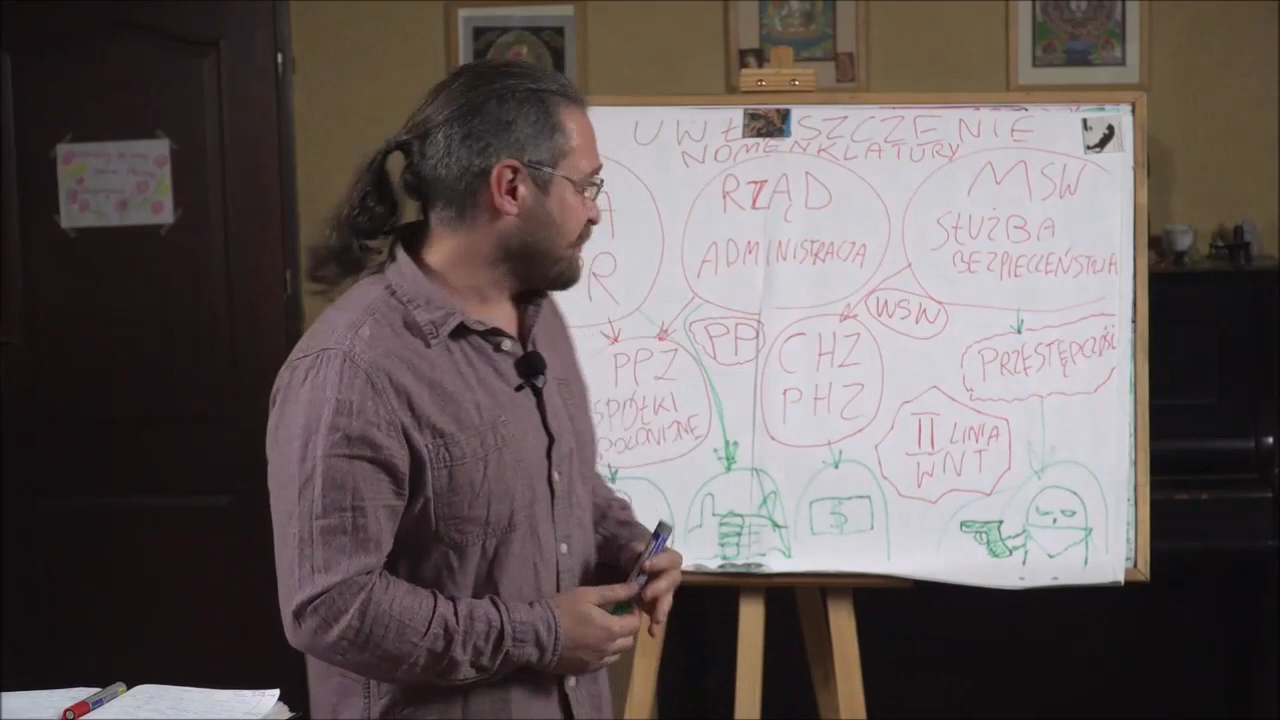 UWŁASZCZENIE
NOMENKLATURY
A
R
RZĄD
ADMINISTRACJA
MSW
SŁUŻBA
BEZPIECZEŃSTWA
WSW
PPZ
SPÓŁKI
POLONIJNE
PP
CHZ
PHZ
PRZESTĘPCZOŚĆ
II LINIA
WNT
$